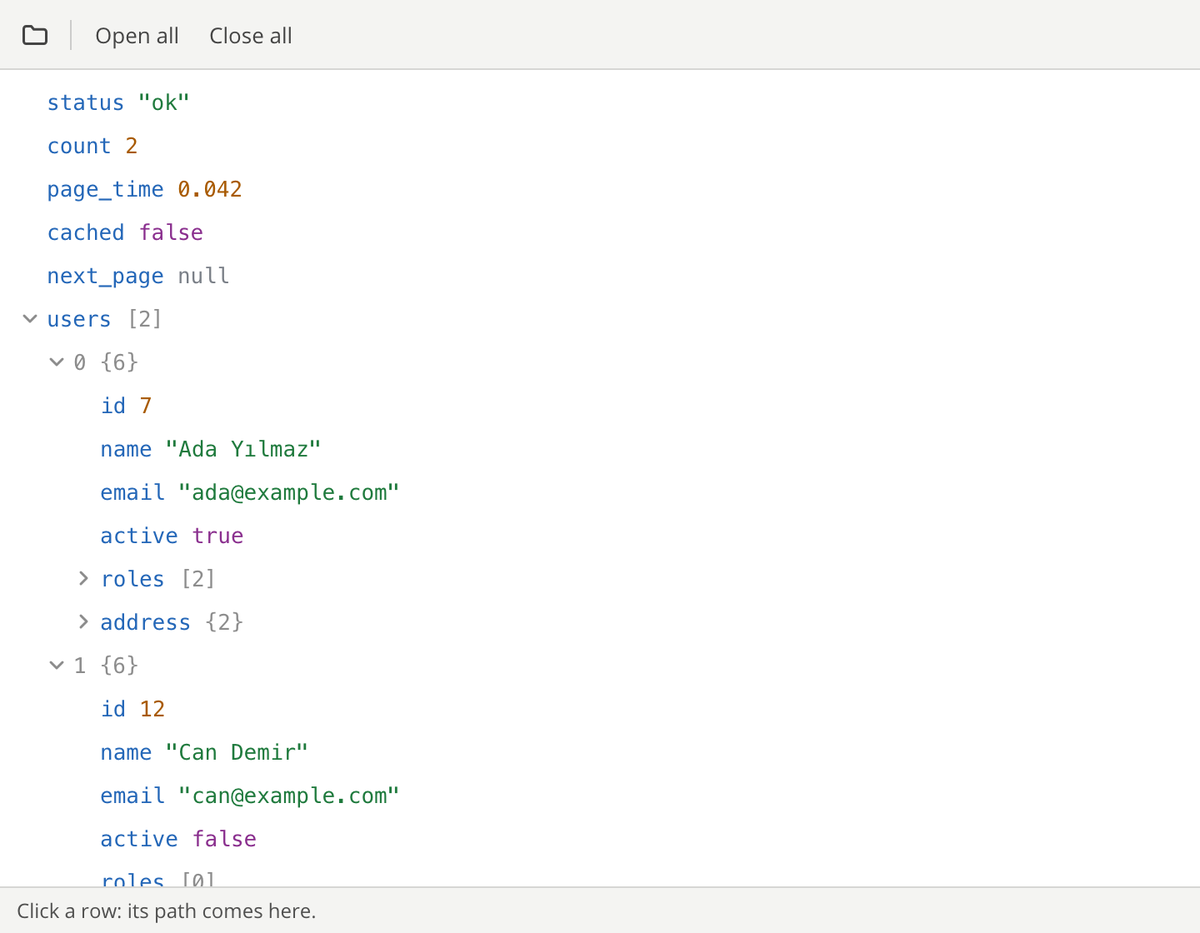 Open all Close all
status "ok"
count 2
page_time 0.042
cached false
next_page null
users [2]
0 {6}
id 7
name "Ada Yılmaz"
email "ada@example.com"
active true
roles [2]
address {2}
1 {6}
id 12
name "Can Demir"
email "can@example.com"
active false
roles [0]
Click a row: its path comes here.